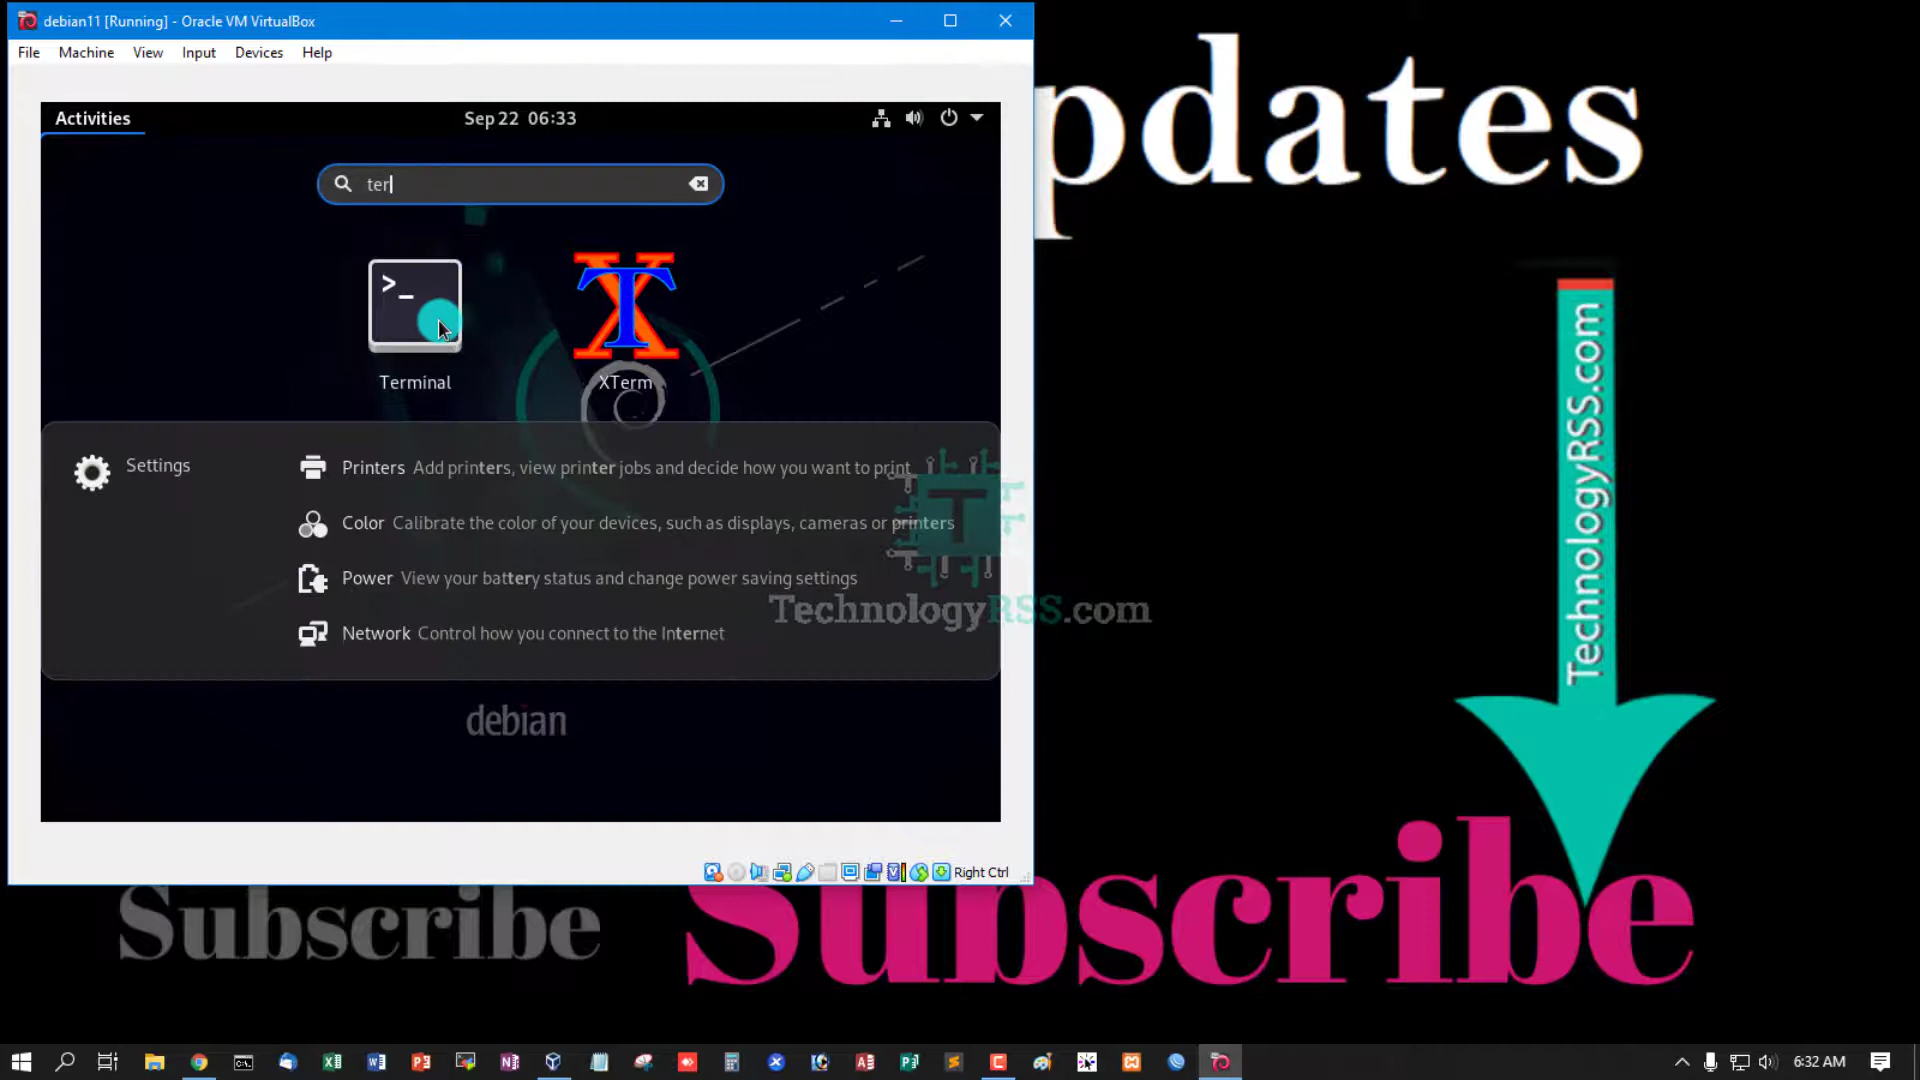 debian11 [Running] - Oracle VM VirtualBox
File Machine View Input Devices Help
pdates
Activities
Sep 22 06:33
ter
Terminal
XTerm
Settings
Printers Add printers, view printer jobs and decide how you want to print
Color Calibrate the color of your devices, such as displays, cameras or printers
Power View your battery status and change power saving settings
Network Control how you connect to the Internet
TechnologyRSS.com
TechnologyRSS.com
debian
Right Ctrl
Subscribe
Subscribe
6:32 AM